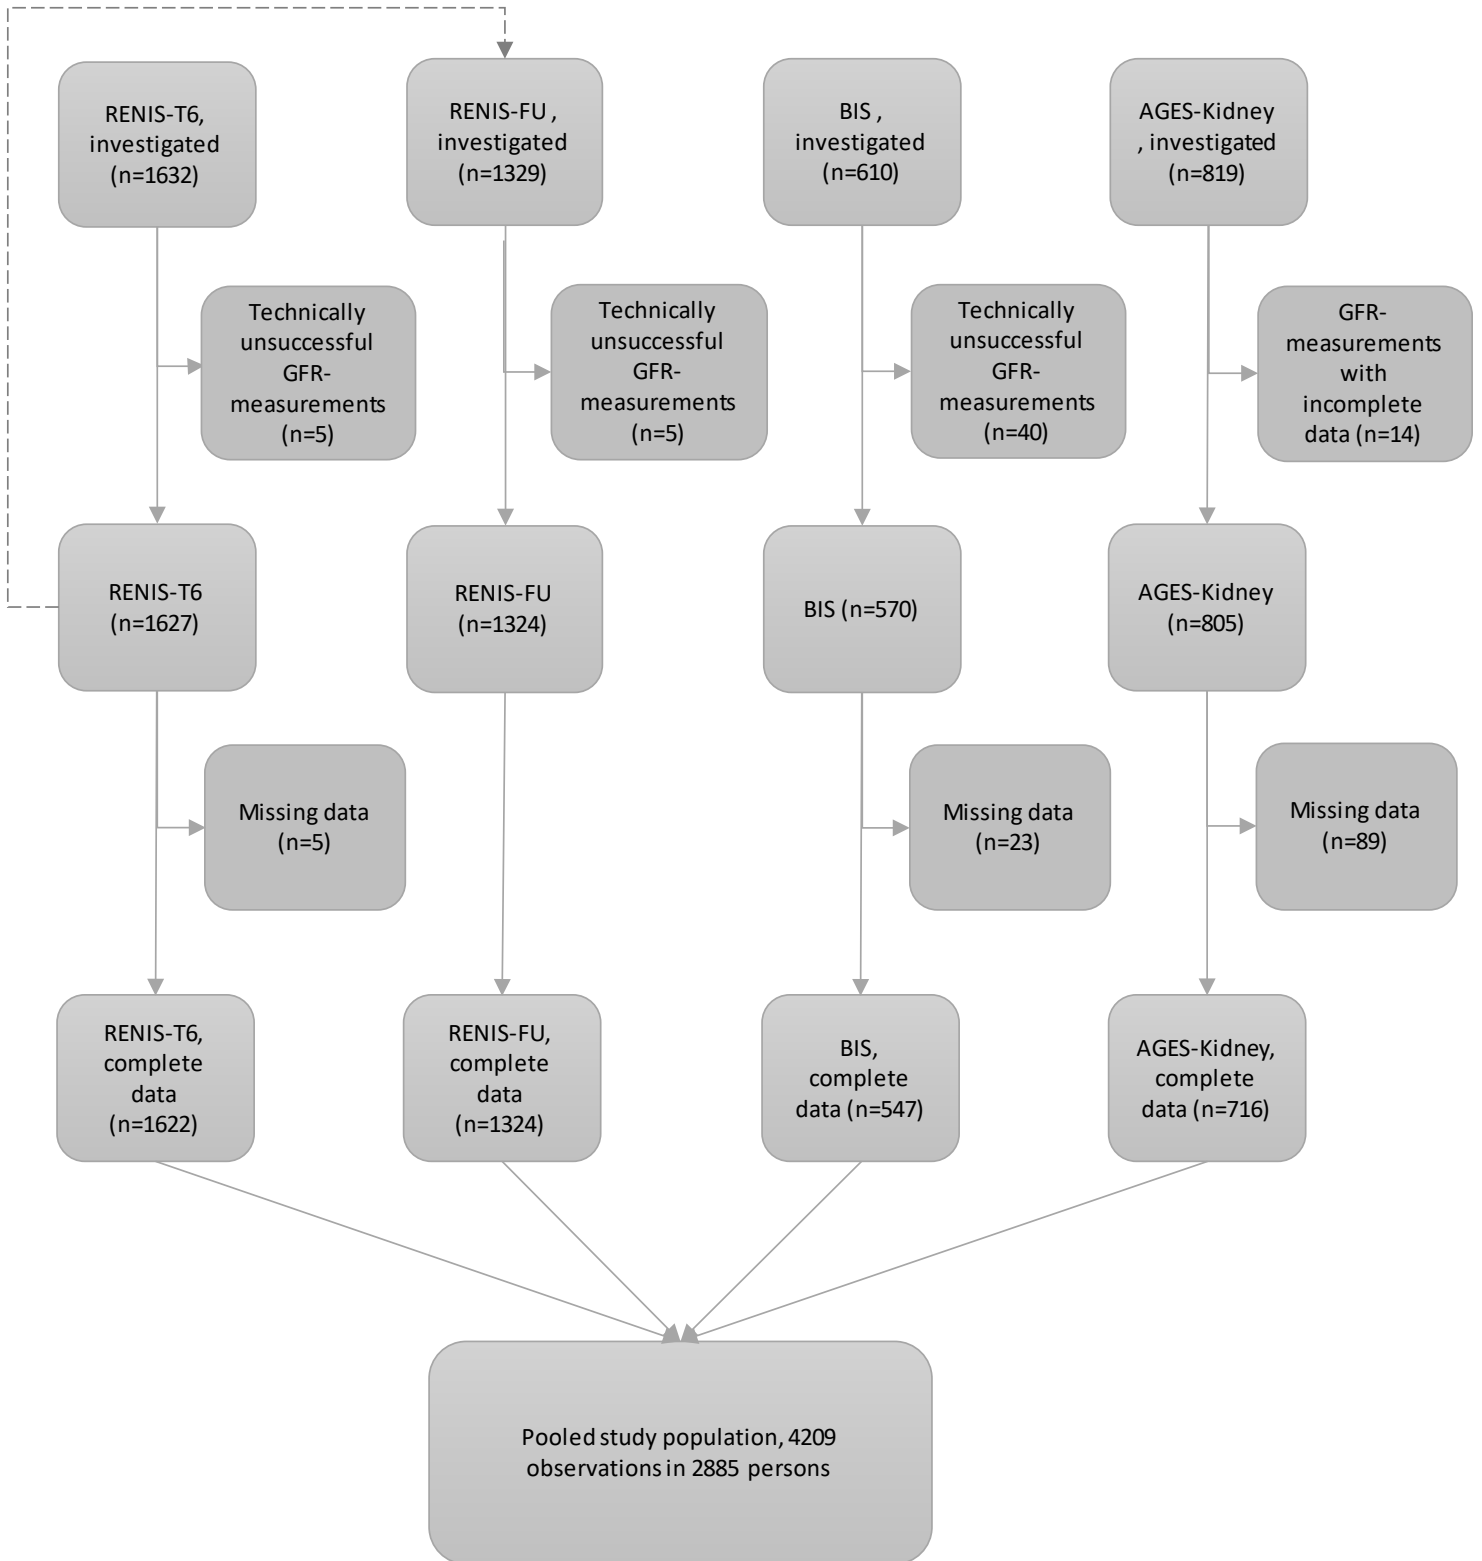 RENIS-T6,
investigated
(n=1632)
RENIS-FU ,
investigated
(n=1329)
BIS ,
investigated
(n=610)
AGES-Kidney
, investigated
(n=819)
Technically
unsuccessful
GFR-
measurements
(n=5)
Technically
unsuccessful
GFR-
measurements
(n=5)
Technically
unsuccessful
GFR-
measurements
(n=40)
GFR-
measurements
with
incomplete
data (n=14)
RENIS-T6
(n=1627)
RENIS-FU
(n=1324)
BIS (n=570)
AGES-Kidney
(n=805)
Missing data
(n=5)
Missing data
(n=23)
Missing data
(n=89)
RENIS-T6,
complete
data
(n=1622)
RENIS-FU,
complete
data
(n=1324)
BIS,
complete
data (n=547)
AGES-Kidney,
complete
data (n=716)
Pooled study population, 4209
observations in 2885 persons